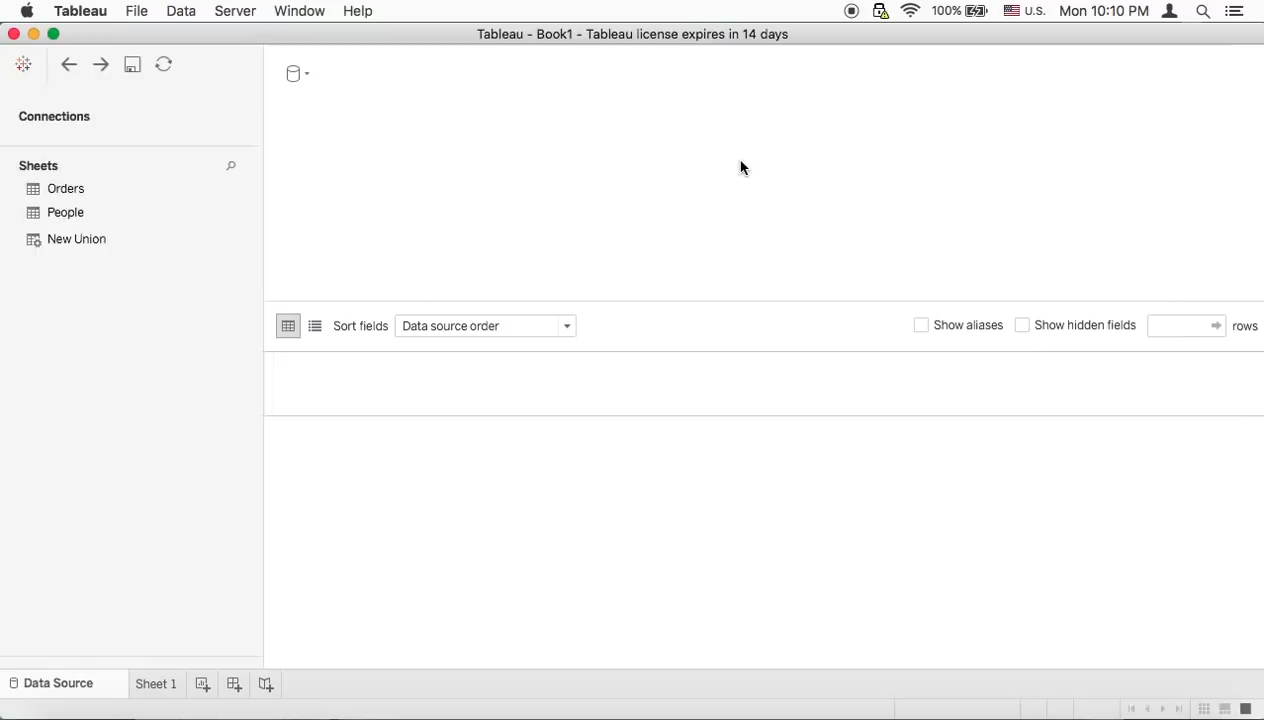 Tableau File Data Server Window Help 100% U.S. Mon 10:10 PM
Tableau - Book1 - Tableau license expires in 14 days
Connections
Sheets
Orders
People
New Union
Sort fields Data source order Show aliases Show hidden fields rows
Data Source Sheet 1